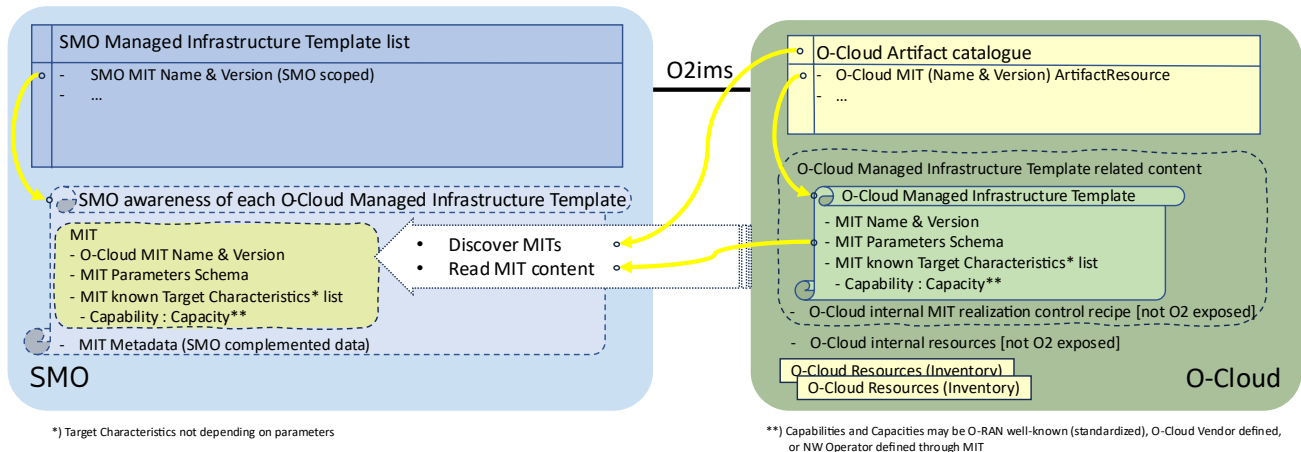 SMO Managed Infrastructure Template list
- SMO MIT Name & Version (SMO scoped)
- ...
SMO awareness of each O-Cloud Managed Infrastructure Template
MIT
- O-Cloud MIT Name & Version
- MIT Parameters Schema
- MIT known Target Characteristics* list
- Capability : Capacity**
- MIT Metadata (SMO complemented data)
SMO
O2ims
• Discover MITs
• Read MIT content
O-Cloud Artifact catalogue
- O-Cloud MIT (Name & Version) ArtifactResource
- ...
O-Cloud Managed Infrastructure Template related content
O-Cloud Managed Infrastructure Template
- MIT Name & Version
- MIT Parameters Schema
- MIT known Target Characteristics* list
- Capability : Capacity**
- O-Cloud internal MIT realization control recipe [not O2 exposed]
- O-Cloud internal resources [not O2 exposed]
O-Cloud Resources (Inventory)
O-Cloud Resources (Inventory)
O-Cloud
*) Target Characteristics not depending on parameters
**) Capabilities and Capacities may be O-RAN well-known (standardized), O-Cloud Vendor defined,
or NW Operator defined through MIT